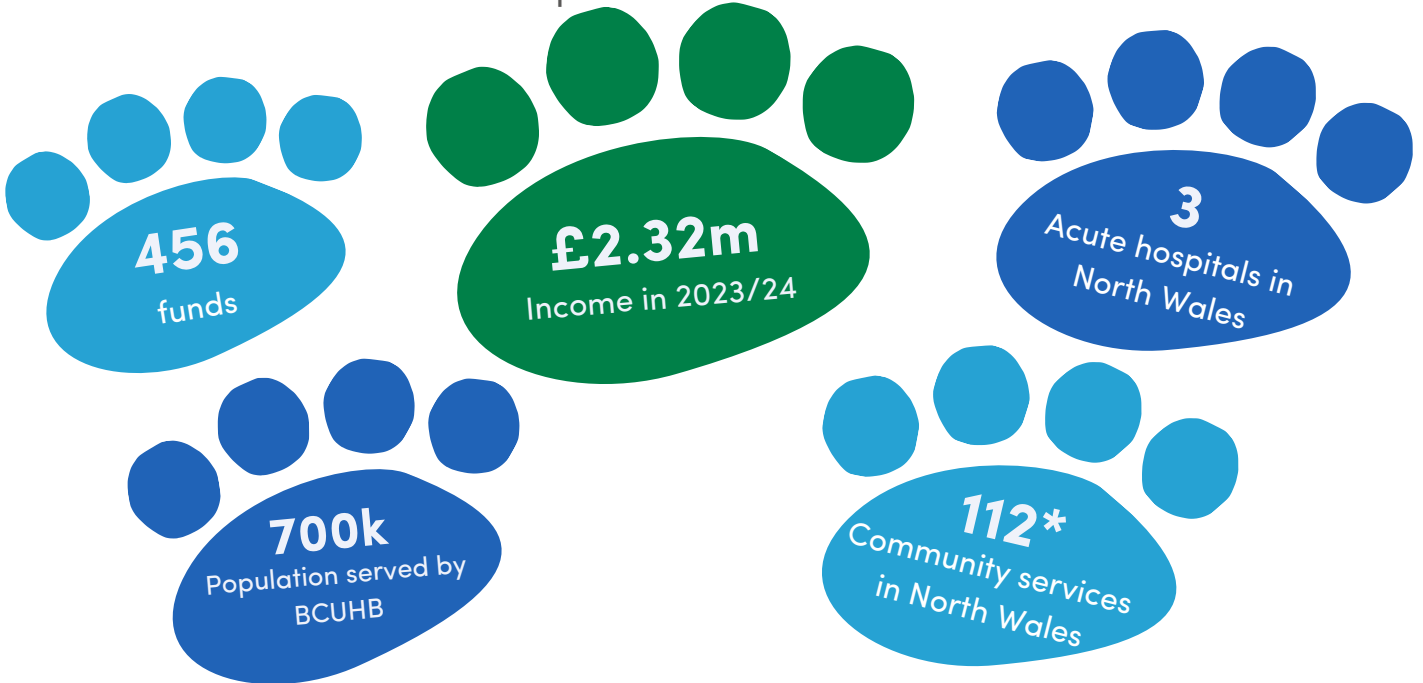 456
funds
£2.32m
Income in 2023/24
3
Acute hospitals in
North Wales
700k
Population served by
BCUHB
112*
Community services
in North Wales